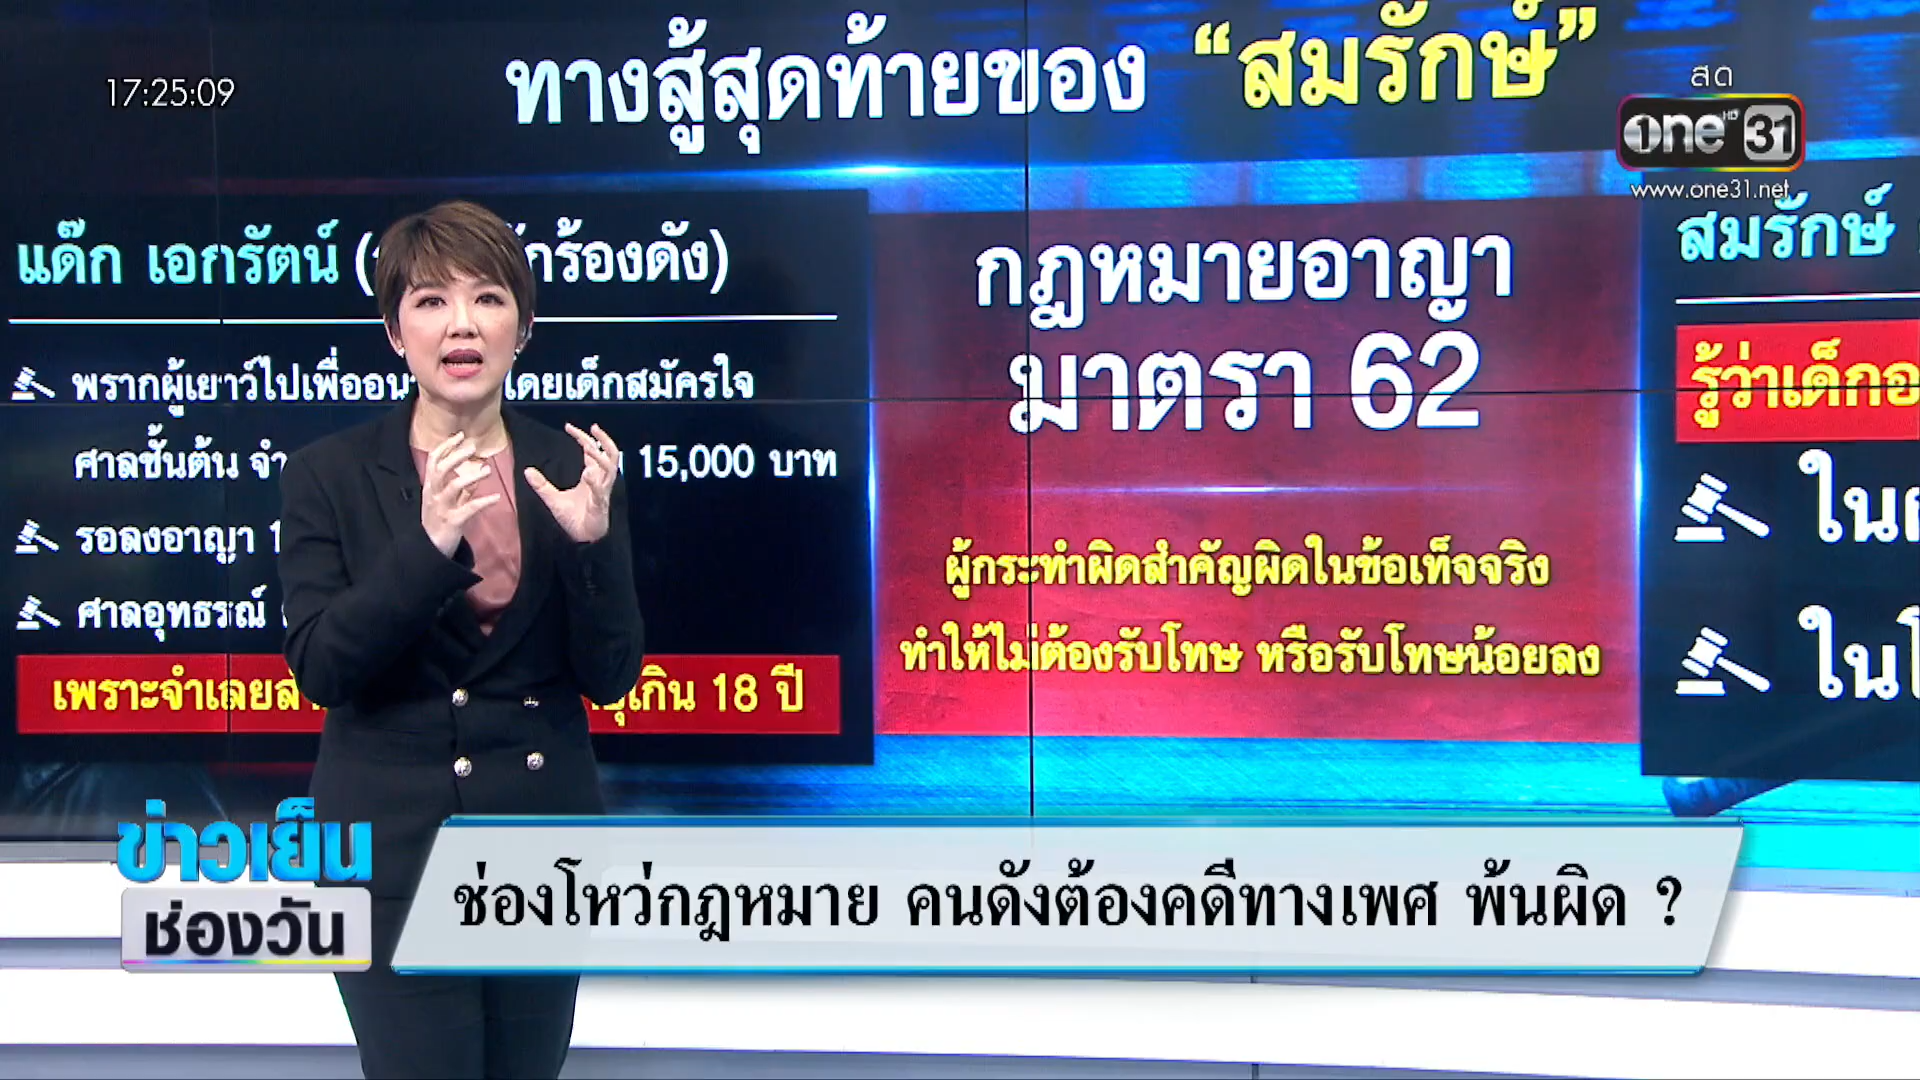 17:25:09
ทางสู้สุดท้ายของ “สมรักษ์”
สด
one 31 HD
www.one31.net
แด๊ก เอกรัตน์
กร้องดัง)
พรากผู้เยาว์ไปเพื่ออนา
โดยเด็กสมัครใจ
ศาลชั้นต้น
15,000 บาท
รอลงอาญา
ศาลอุทธรณ์
เพราะจำเลย
เกิน 18 ปี
กฎหมายอาญา
มาตรา 62
ผู้กระทำผิดสำคัญผิดในข้อเท็จจริง
ทำให้ไม่ต้องรับโทษ หรือรับโทษน้อยลง
สมรักษ์
รู้ว่าเด็กอ
ใน
ใน
ข่าวเย็น
ช่องวัน
ช่องโหว่กฎหมาย คนดังต้องคดีทางเพศ พ้นผิด ?